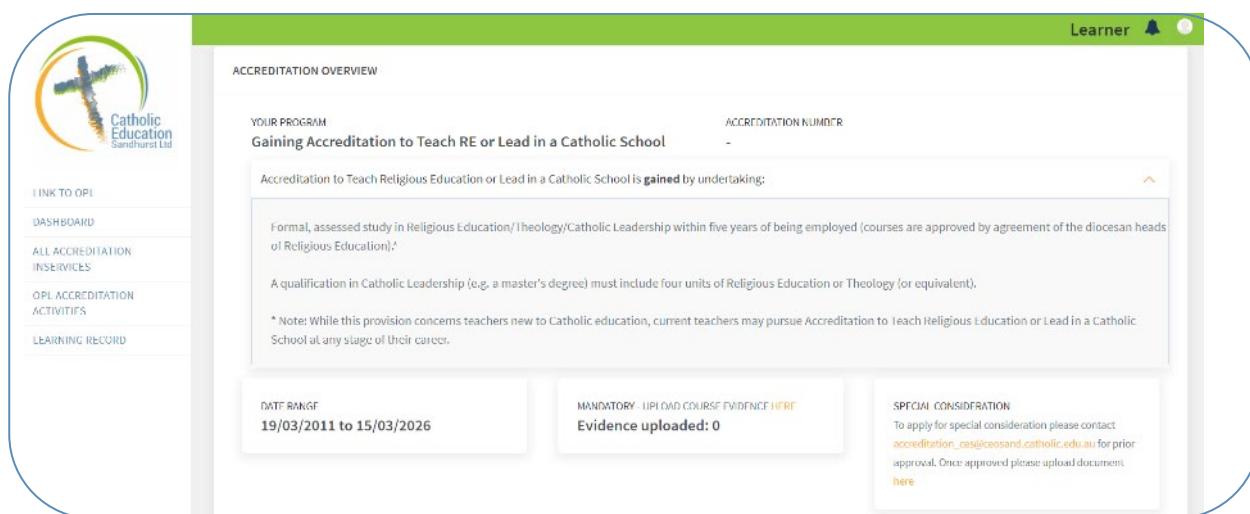 Learner
Catholic
Education
Sandhurst Ltd
LINK TO OPL
DASHBOARD
ALL ACCREDITATION
INSERVICES
OPL ACCREDITATION
ACTIVITIES
LEARNING RECORD
ACCREDITATION OVERVIEW
YOUR PROGRAM
Gaining Accreditation to Teach RE or Lead in a Catholic School
ACCREDITATION NUMBER
-
Accreditation to Teach Religious Education or Lead in a Catholic School is gained by undertaking:
Formal, assessed study in Religious Education/Theology/Catholic Leadership within five years of being employed (courses are approved by agreement of the diocesan heads
of Religious Education).*
A qualification in Catholic Leadership (e.g. a master's degree) must include four units of Religious Education or Theology (or equivalent).
* Note: While this provision concerns teachers new to Catholic education, current teachers may pursue Accreditation to Teach Religious Education or Lead in a Catholic
School at any stage of their career.
DATE RANGE
19/03/2011 to 15/03/2026
MANDATORY - UPLOAD COURSE EVIDENCE HERE
Evidence uploaded: 0
SPECIAL CONSIDERATION
To apply for special consideration please contact
accreditation_ces@ceosand.catholic.edu.au for prior
approval. Once approved please upload document
here